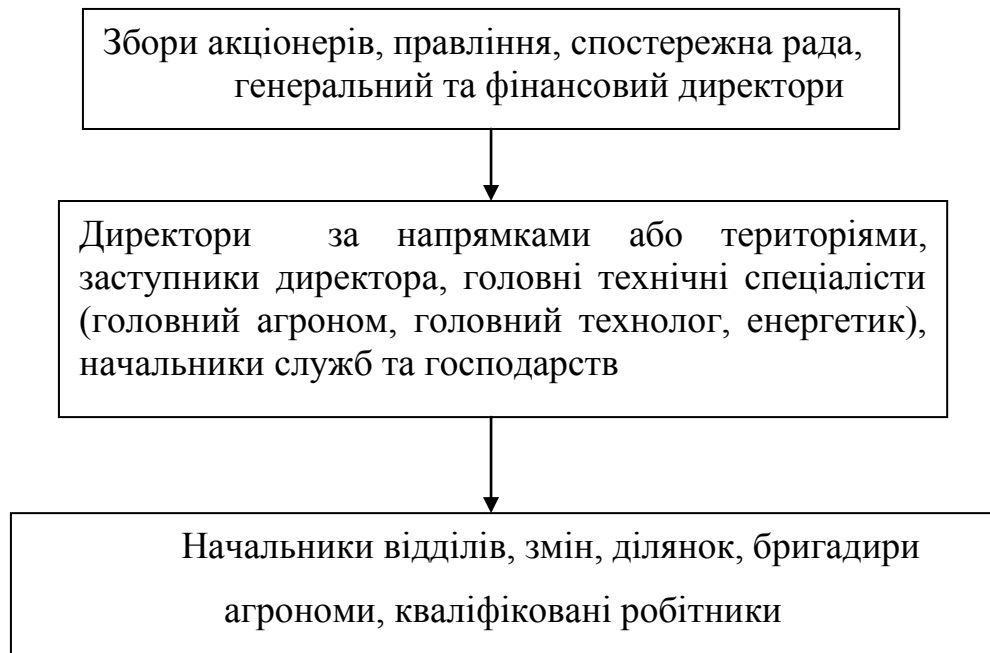 Збори акціонерів, правління, спостережна рада,
генеральний та фінансовий директори
Директори за напрямками або територіями,
заступники директора, головні технічні спеціалісти
(головний агроном, головний технолог, енергетик),
начальники служб та господарств
Начальники відділів, змін, ділянок, бригадири
агрономи, кваліфіковані робітники